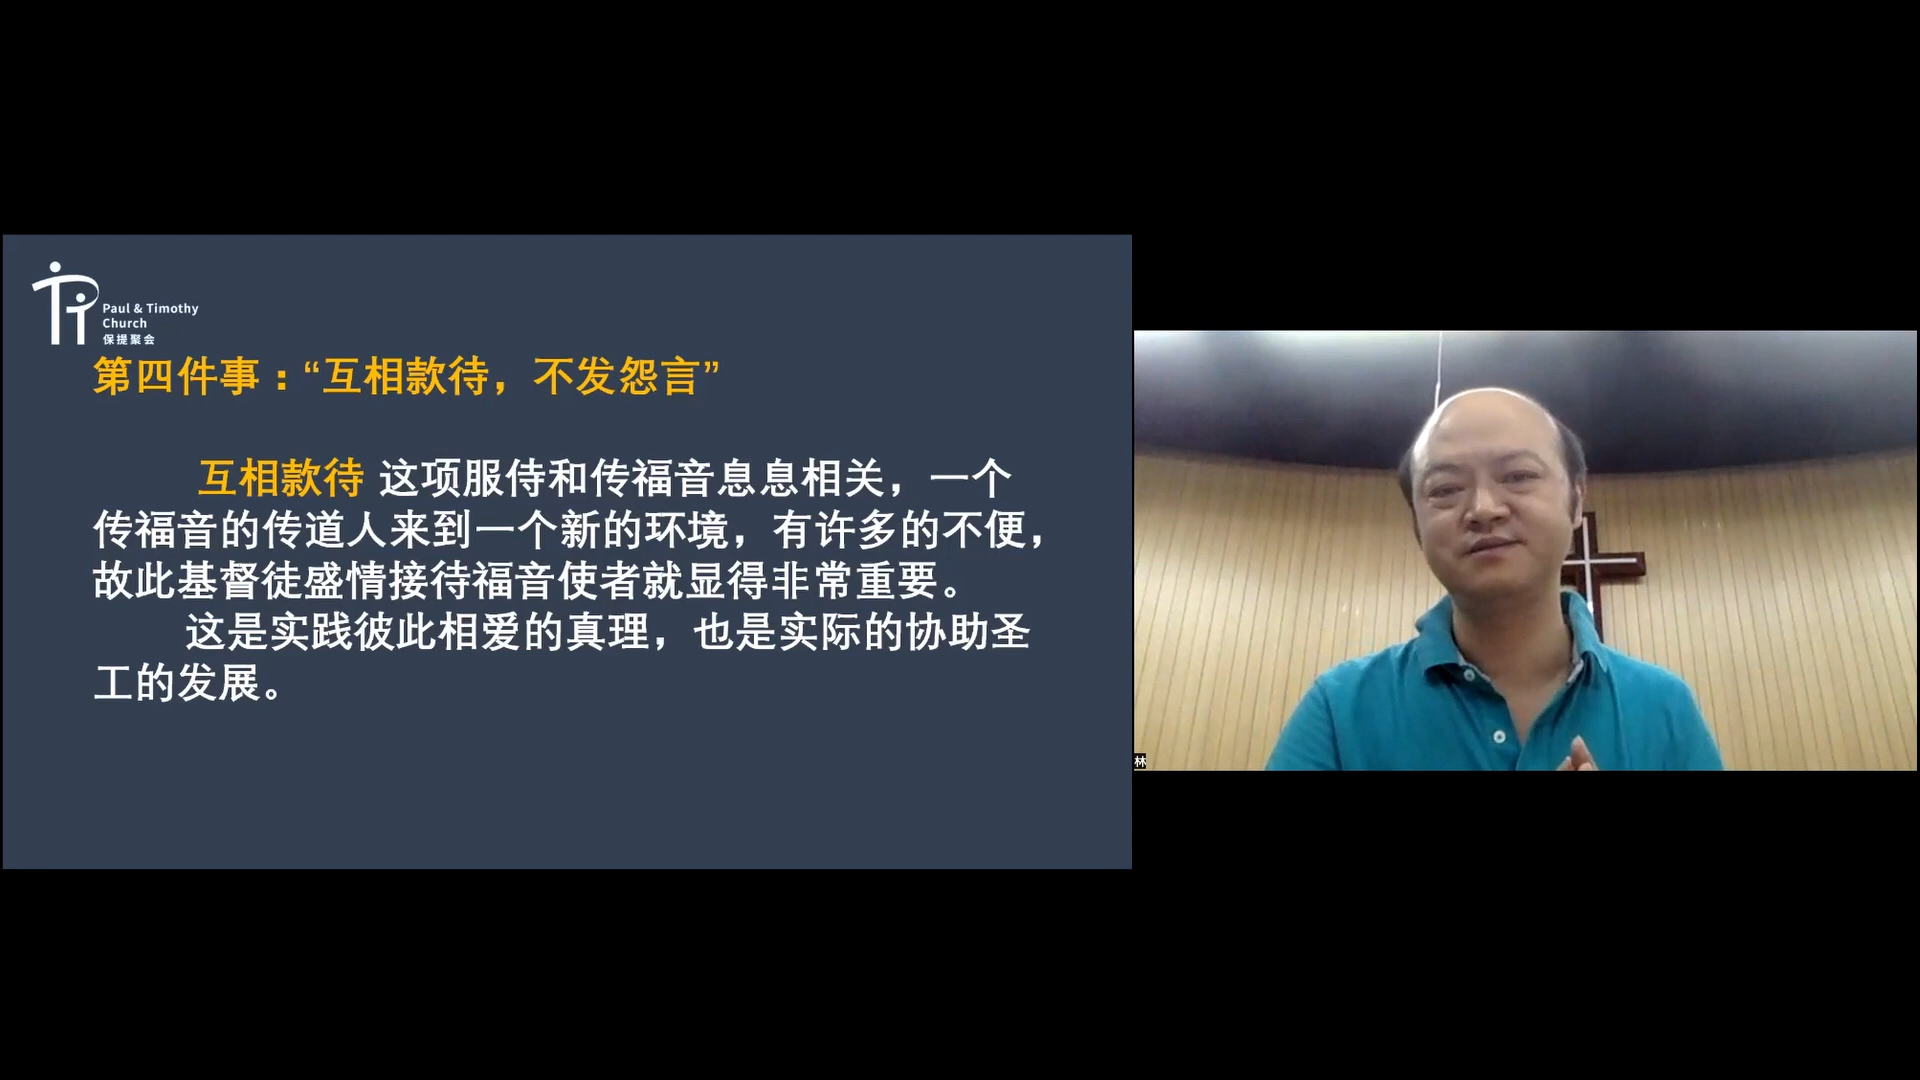 Paul & Timothy
Church
保提聚会
第四件事：“互相款待，不发怨言”
互相款待 这项服侍和传福音息息相关，一个
传福音的传道人来到一个新的环境，有许多的不便，
故此基督徒盛情接待福音使者就显得非常重要。
这是实践彼此相爱的真理，也是实际的协助圣
工的发展。
林